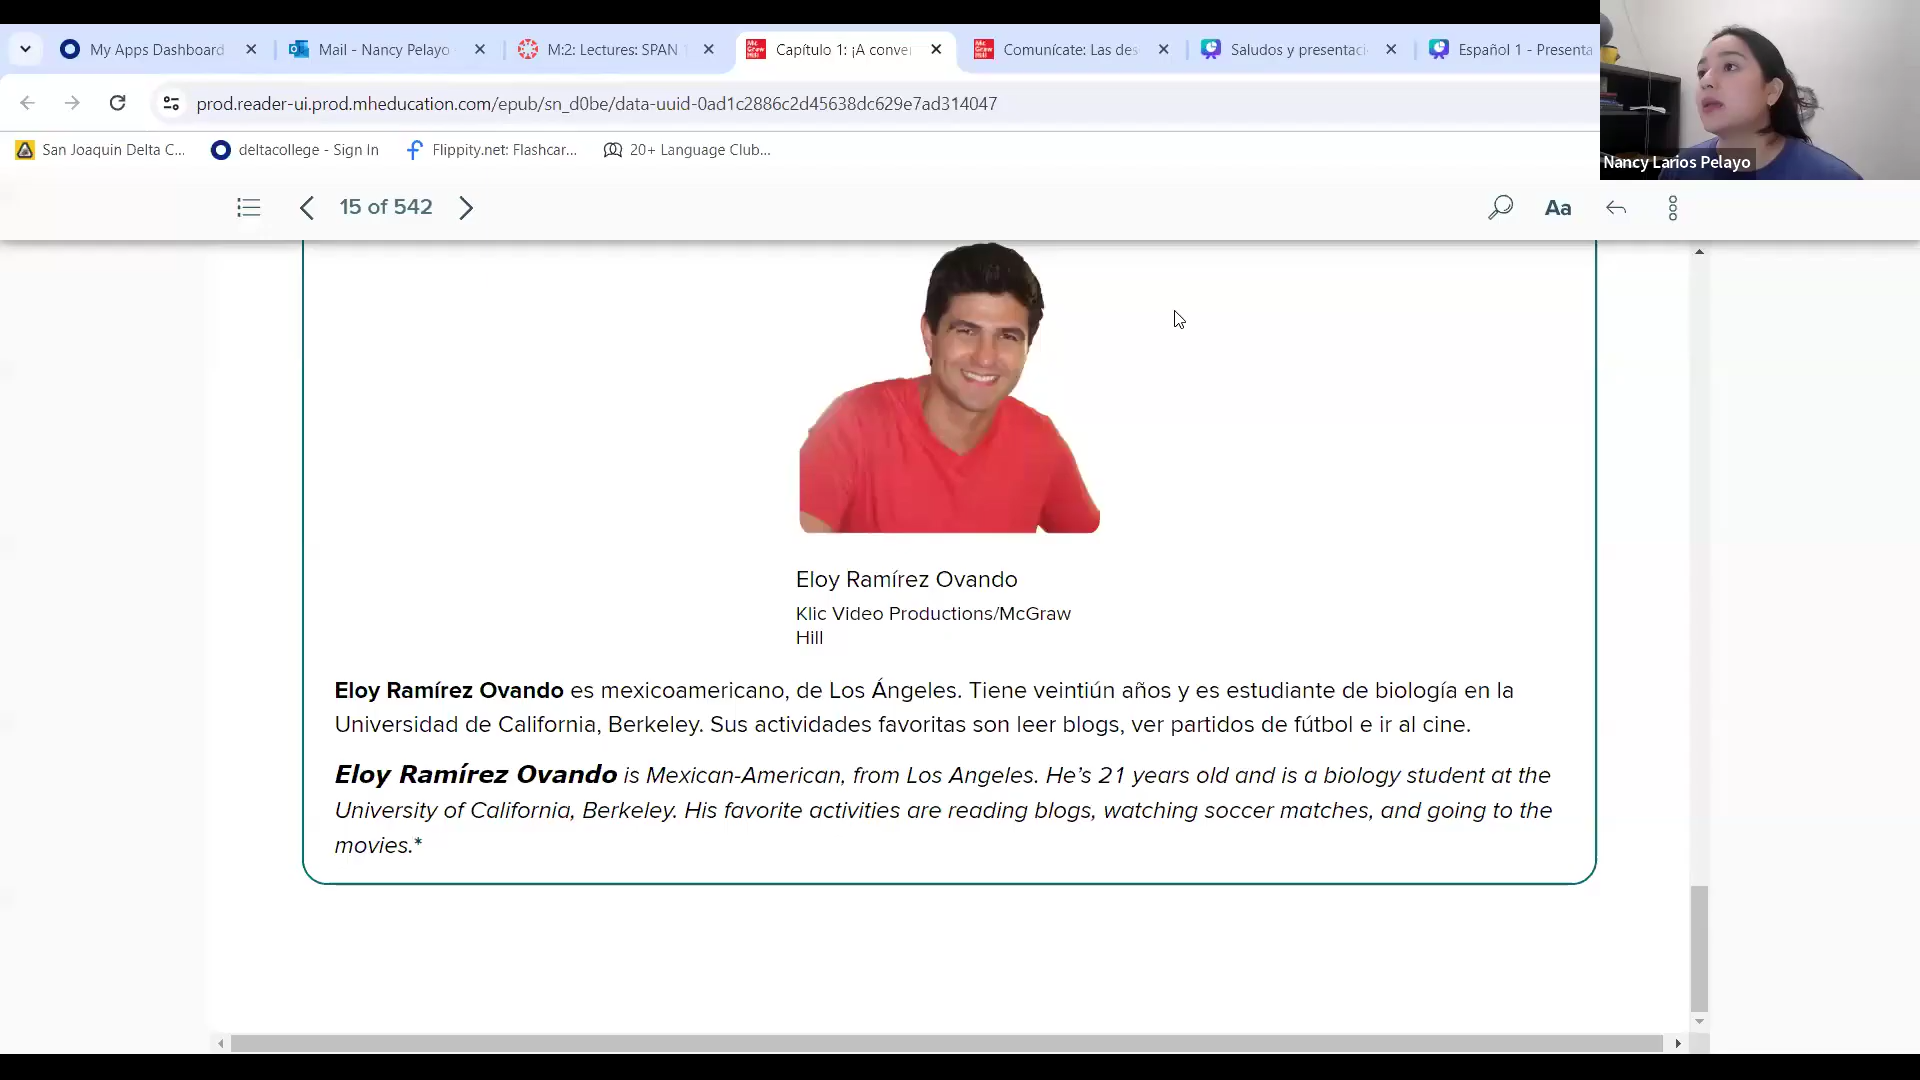 My Apps Dashboard
Mail - Nancy Pelayo
M:2: Lectures: SPAN
Capítulo 1: ¡A conver
Comunícate: Las des
Saludos y presentaci
Español 1 - Presenta
prod.reader-ui.prod.mheducation.com/epub/sn_d0be/data-uuid-0ad1c2886c2d45638dc629e7ad314047
San Joaquin Delta C...
deltacollege - Sign In
Flippity.net: Flashcar...
20+ Language Club...
Nancy Larios Pelayo
15 of 542
Aa
Eloy Ramírez Ovando
Klic Video Productions/McGraw
Hill
Eloy Ramírez Ovando es mexicoamericano, de Los Ángeles. Tiene veintiún años y es estudiante de biología en la
Universidad de California, Berkeley. Sus actividades favoritas son leer blogs, ver partidos de fútbol e ir al cine.
Eloy Ramírez Ovando is Mexican-American, from Los Angeles. He's 21 years old and is a biology student at the
University of California, Berkeley. His favorite activities are reading blogs, watching soccer matches, and going to the
movies.*